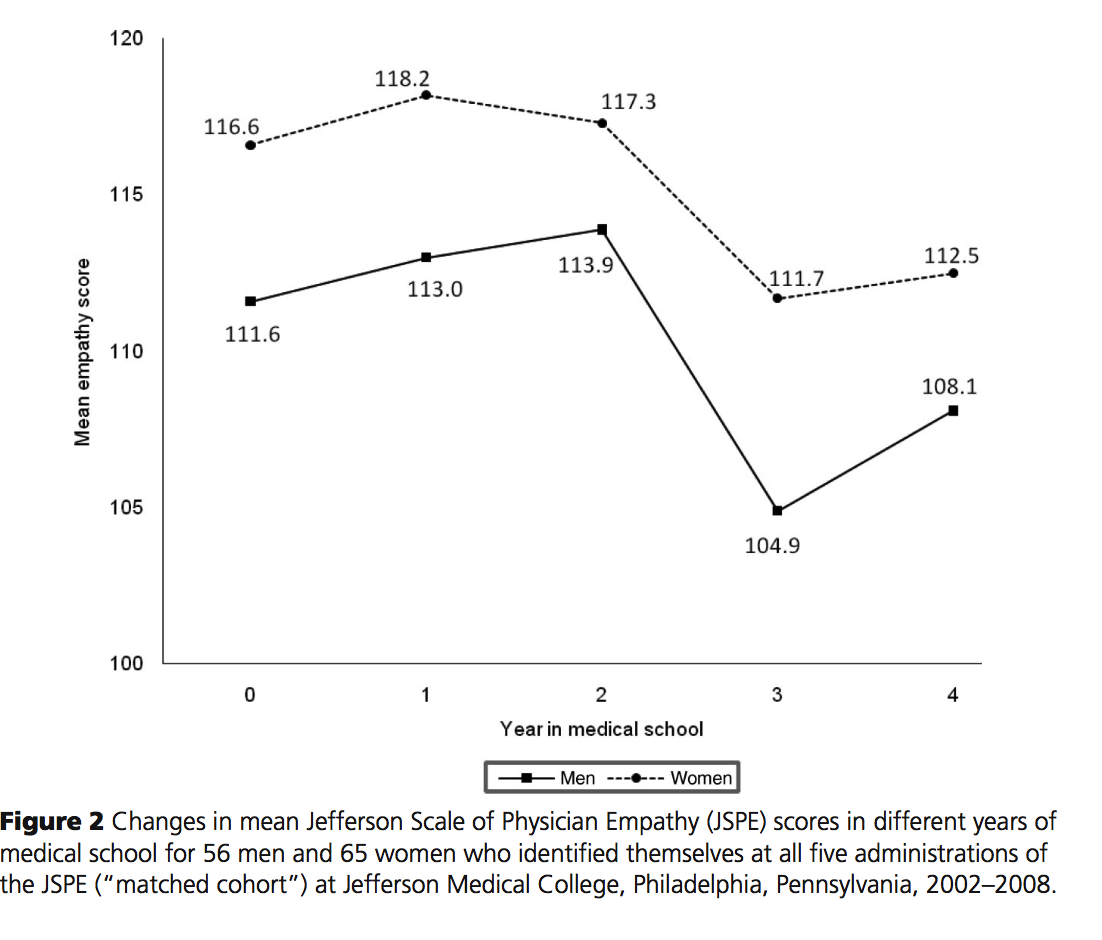 120
118.2
117.3
116.6
115
113.9
113.0
112.5
111.7
111.6
110
108.1
105
104.9
100
Mean empathy score
0 1 2 3 4
Year in medical school
Men Women
Figure 2 Changes in mean Jefferson Scale of Physician Empathy (JSPE) scores in different years of
medical school for 56 men and 65 women who identified themselves at all five administrations of
the JSPE (“matched cohort”) at Jefferson Medical College, Philadelphia, Pennsylvania, 2002–2008.